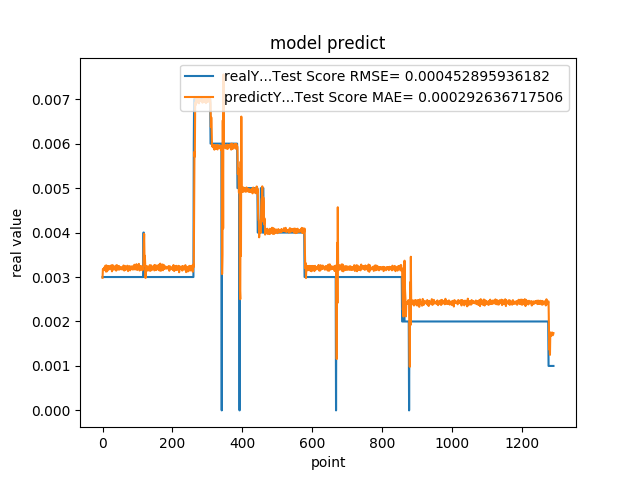 model predict
realY...Test Score RMSE= 0.000452895936182
predictY...Test Score MAE= 0.000292636717506
real value
0.007
0.006
0.005
0.004
0.003
0.002
0.001
0.000
0 200 400 600 800 1000 1200
point